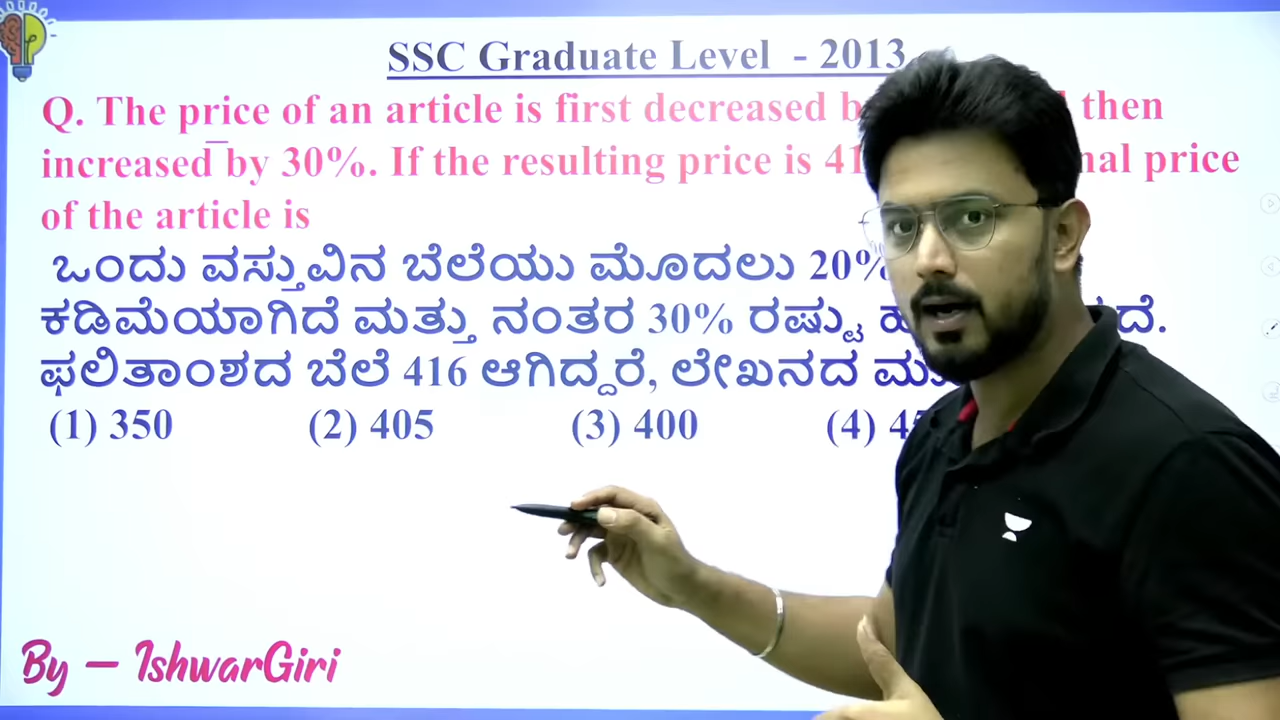 SSC Graduate Level - 2013
Q. The price of an article is first decreased then
increased by 30%. If the resulting price is price
of the article is
ಒಂದು ವಸ್ತುವಿನ ಬೆಲೆಯು ಮೊದಲು 20%
ಕಡಿಮೆಯಾಗಿದೆ ಮತ್ತು ನಂತರ 30% ರಷ್ಟು
ಫಲಿತಾಂಶದ ಬೆಲೆ 416 ಆಗಿದ್ದರೆ, ಲೇಖನದ
(1) 350 (2) 405 (3) 400 (4)
By – IshwarGiri